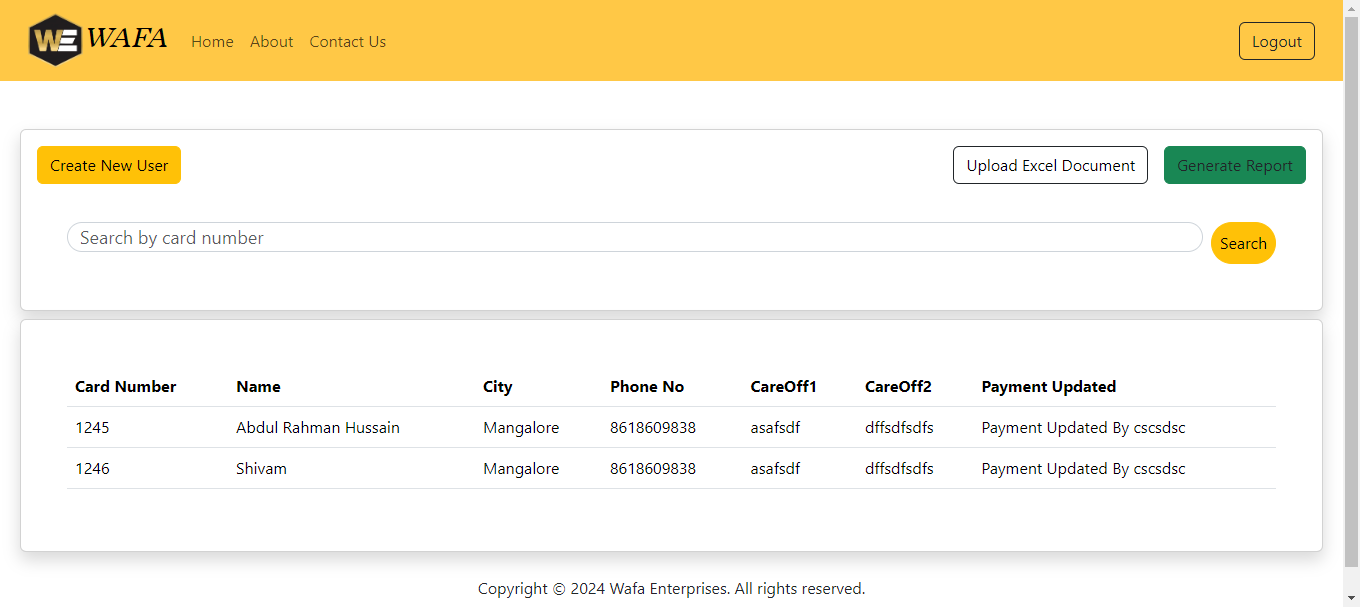 WE WAFA Home About Contact Us Logout
Create New User Upload Excel Document Generate Report
Search by card number Search
Card Number Name City Phone No CareOff1 CareOff2 Payment Updated
1245 Abdul Rahman Hussain Mangalore 8618609838 asafsdf dffsdfsdfs Payment Updated By cscsdsc
1246 Shivam Mangalore 8618609838 asafsdf dffsdfsdfs Payment Updated By cscsdsc
Copyright © 2024 Wafa Enterprises. All rights reserved.